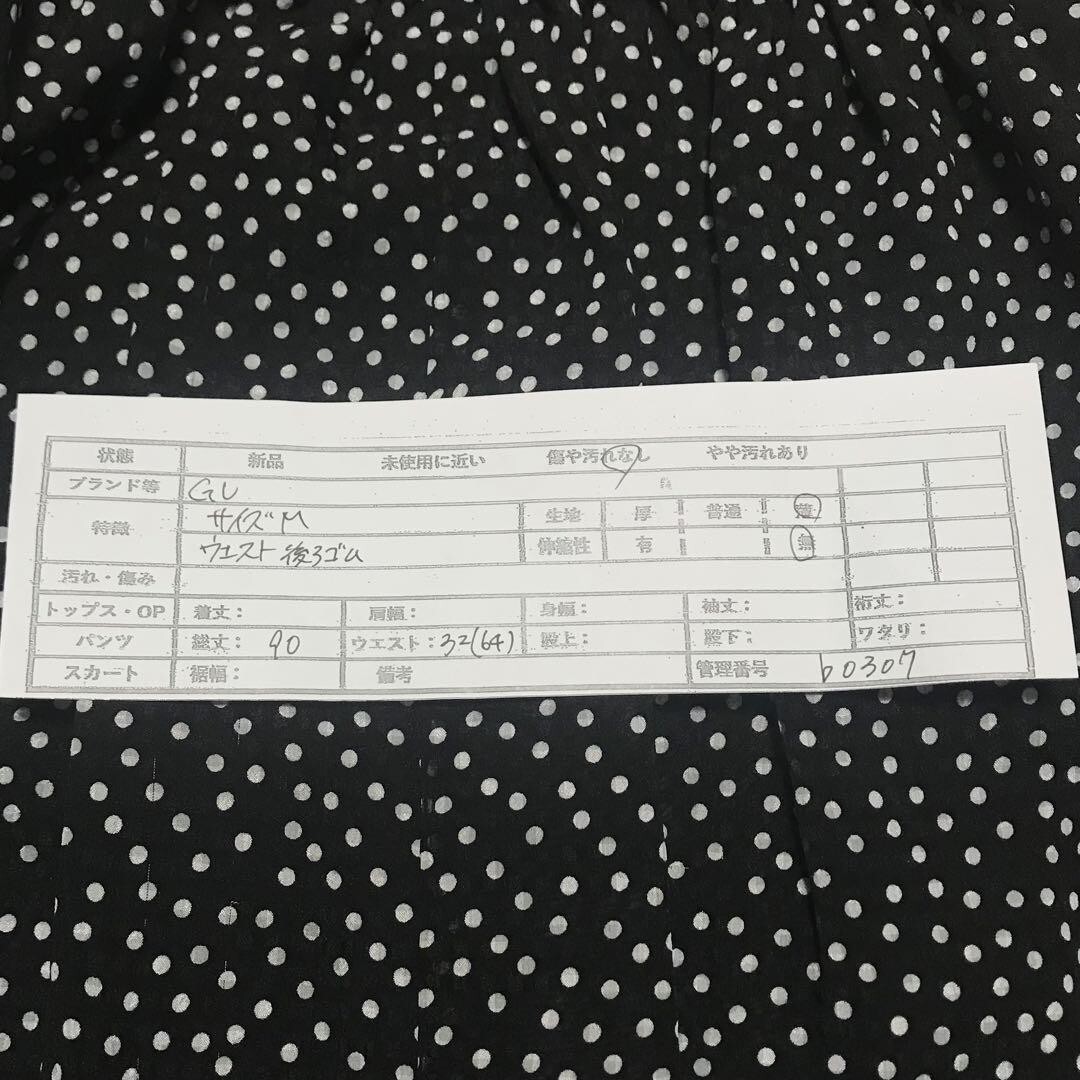 状態 新品 未使用に近い 傷や汚れなし やや汚れあり
ブランド等 GU
特徴 サイズM 生地 厚 普通 薄
ウエスト後ろゴム 伸縮性 有 無
汚れ・傷み
トップス・OP 着丈： 肩幅： 身幅： 袖丈： 裄丈：
パンツ 総丈： 90 ウエスト：32(64) 股上： 股下： ワタリ：
スカート 裾幅： 備考 管理番号 b0307